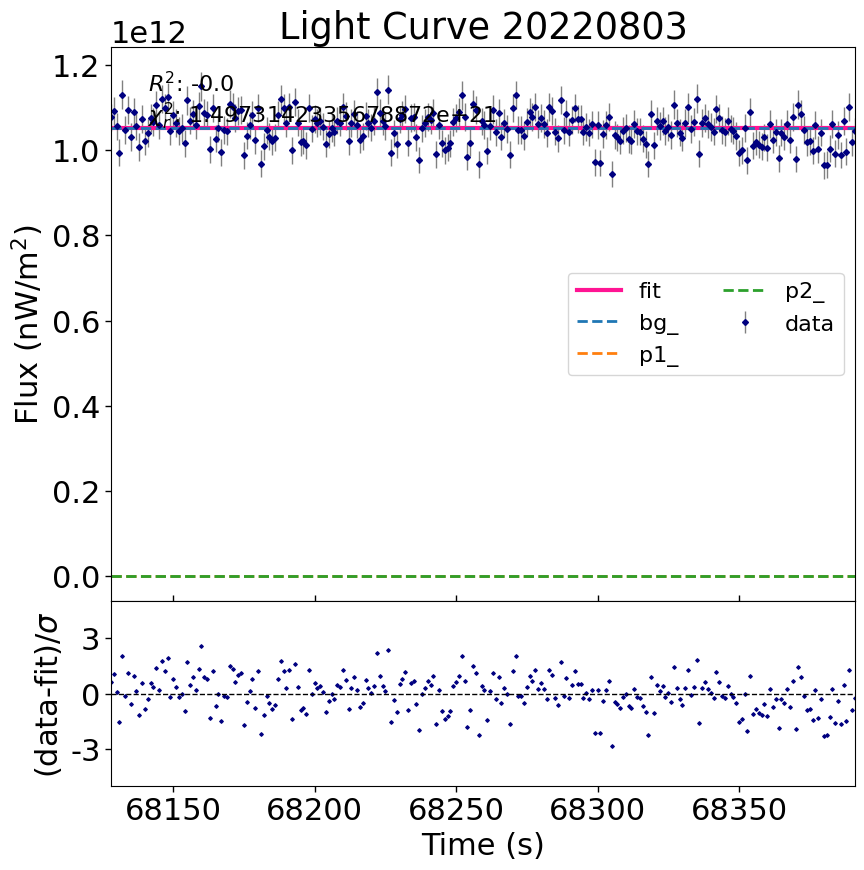 Light Curve 20220803
1e12
R²: -0.0
1.2
1.0
0.8
0.6
0.4
0.2
0.0
Flux (nW/m²)
fit
bg_
p1_
p2_
data
3
0
-3
(data-fit)/σ
68150 68200 68250 68300 68350
Time (s)